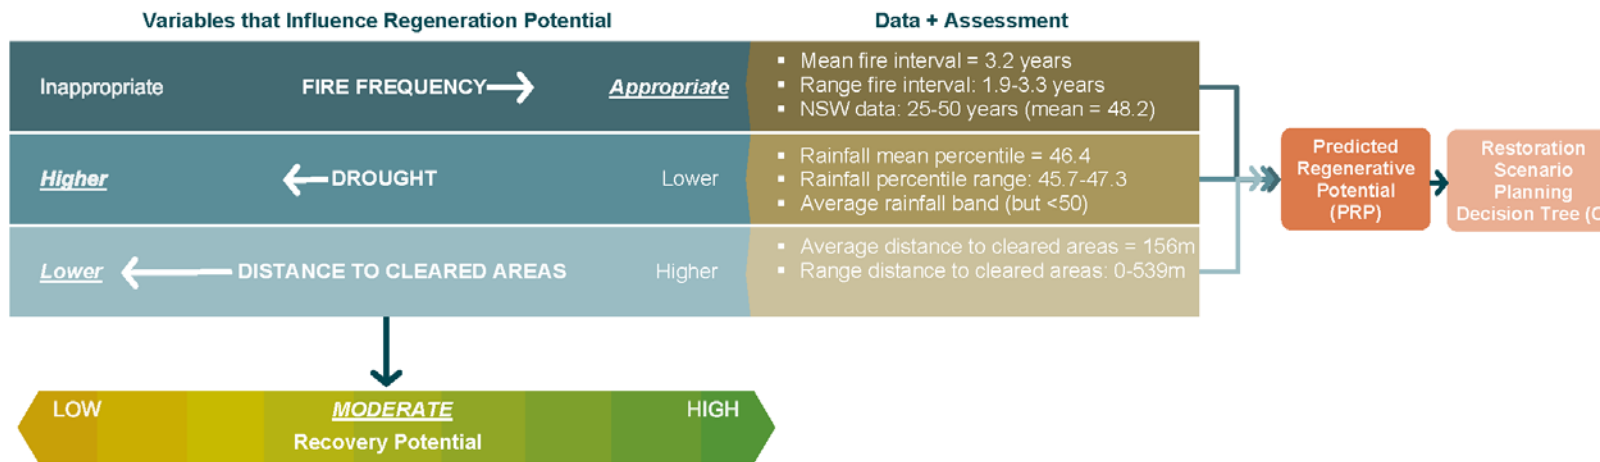 Variables that Influence Regeneration Potential
Data + Assessment
Inappropriate
FIRE FREQUENCY
Appropriate
▪ Mean fire interval = 3.2 years
▪ Range fire interval: 1.9-3.3 years
▪ NSW data: 25-50 years (mean = 48.2)
Higher
DROUGHT
Lower
▪ Rainfall mean percentile = 46.4
▪ Rainfall percentile range: 45.7-47.3
▪ Average rainfall band (but <50)
Lower
DISTANCE TO CLEARED AREAS
Higher
▪ Average distance to cleared areas = 156m
▪ Range distance to cleared areas: 0-539m
Predicted
Regenerative
Potential
(PRP)
Restoration
Scenario
Planning
Decision Tree
LOW
MODERATE
HIGH
Recovery Potential